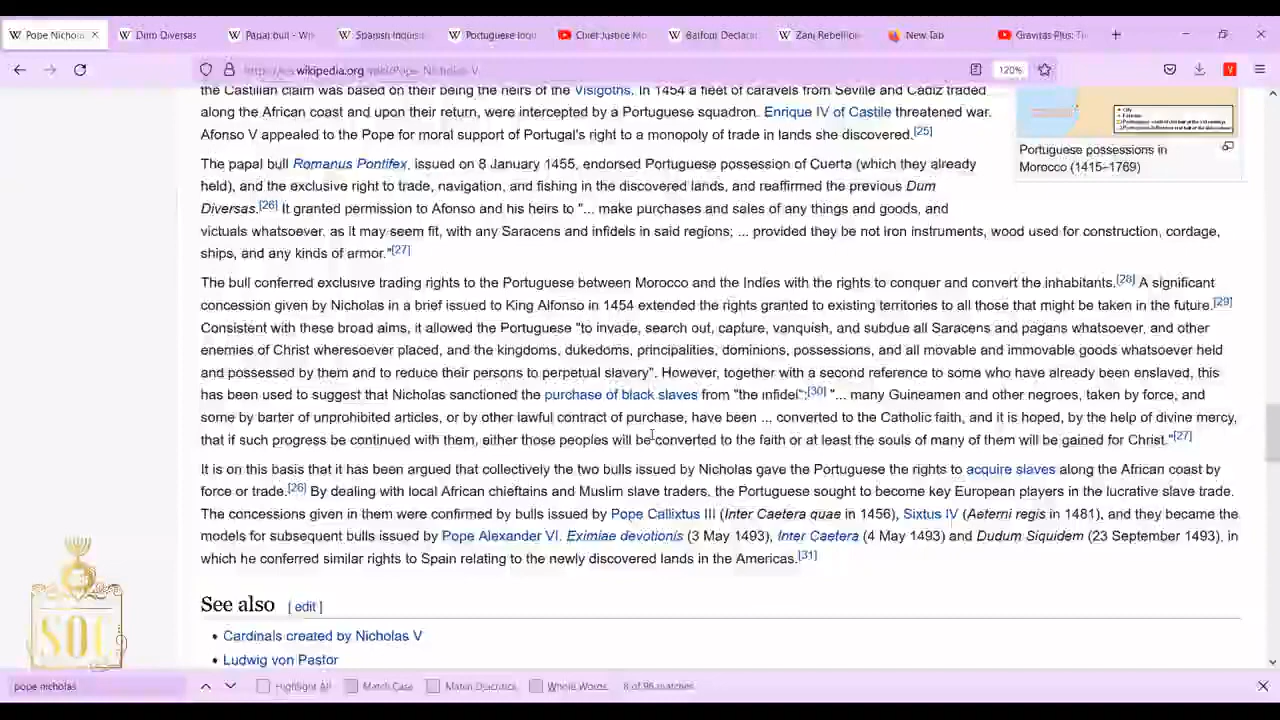 Pope Nichola
Dum Diversas
Papal bull - Wi
Spanish Inquis
Portuguese Inqu
Chief Justice Mo
Balfour Declarat
Zanj Rebellion
New Tab
Gravitas Plus: Th
wikipedia.org
120%
the Castilian claim was based on their being the heirs of the Visigoths. In 1454 a fleet of caravels from Seville and Cadiz traded
along the African coast and upon their return, were intercepted by a Portuguese squadron. Enrique IV of Castile threatened war.
Afonso V appealed to the Pope for moral support of Portugal's right to a monopoly of trade in lands she discovered.[25]
Portuguese possessions in
Morocco (1415–1769)
The papal bull Romanus Pontifex, issued on 8 January 1455, endorsed Portuguese possession of Cuerta (which they already
held), and the exclusive right to trade, navigation, and fishing in the discovered lands, and reaffirmed the previous Dum
Diversas.[26] It granted permission to Afonso and his heirs to "... make purchases and sales of any things and goods, and
victuals whatsoever, as it may seem fit, with any Saracens and infidels in said regions; ... provided they be not iron instruments, wood used for construction, cordage,
ships, and any kinds of armor."[27]
The bull conferred exclusive trading rights to the Portuguese between Morocco and the Indies with the rights to conquer and convert the inhabitants.[28] A significant
concession given by Nicholas in a brief issued to King Alfonso in 1454 extended the rights granted to existing territories to all those that might be taken in the future.[29]
Consistent with these broad aims, it allowed the Portuguese "to invade, search out, capture, vanquish, and subdue all Saracens and pagans whatsoever, and other
enemies of Christ wheresoever placed, and the kingdoms, dukedoms, principalities, dominions, possessions, and all movable and immovable goods whatsoever held
and possessed by them and to reduce their persons to perpetual slavery". However, together with a second reference to some who have already been enslaved, this
has been used to suggest that Nicholas sanctioned the purchase of black slaves from "the infidel":[30] "... many Guineamen and other negroes, taken by force, and
some by barter of unprohibited articles, or by other lawful contract of purchase, have been ... converted to the Catholic faith, and it is hoped, by the help of divine mercy,
that if such progress be continued with them, either those peoples will be converted to the faith or at least the souls of many of them will be gained for Christ."[27]
It is on this basis that it has been argued that collectively the two bulls issued by Nicholas gave the Portuguese the rights to acquire slaves along the African coast by
force or trade.[26] By dealing with local African chieftains and Muslim slave traders, the Portuguese sought to become key European players in the lucrative slave trade.
The concessions given in them were confirmed by bulls issued by Pope Callixtus III (Inter Caetera quae in 1456), Sixtus IV (Aeterni regis in 1481), and they became the
models for subsequent bulls issued by Pope Alexander VI. Eximiae devotionis (3 May 1493), Inter Caetera (4 May 1493) and Dudum Siquidem (23 September 1493), in
which he conferred similar rights to Spain relating to the newly discovered lands in the Americas.[31]
See also [ edit ]
• Cardinals created by Nicholas V
• Ludwig von Pastor
SOC
pope nicholas
Highlight All
Match Case
Match Diacritics
Whole Words
8 of 96 matches